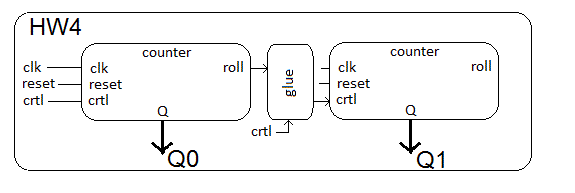 HW4
counter
counter
clk clk roll clk roll
reset reset glue reset
crtl crtl crtl
Q Q
crtl
Q0 Q1